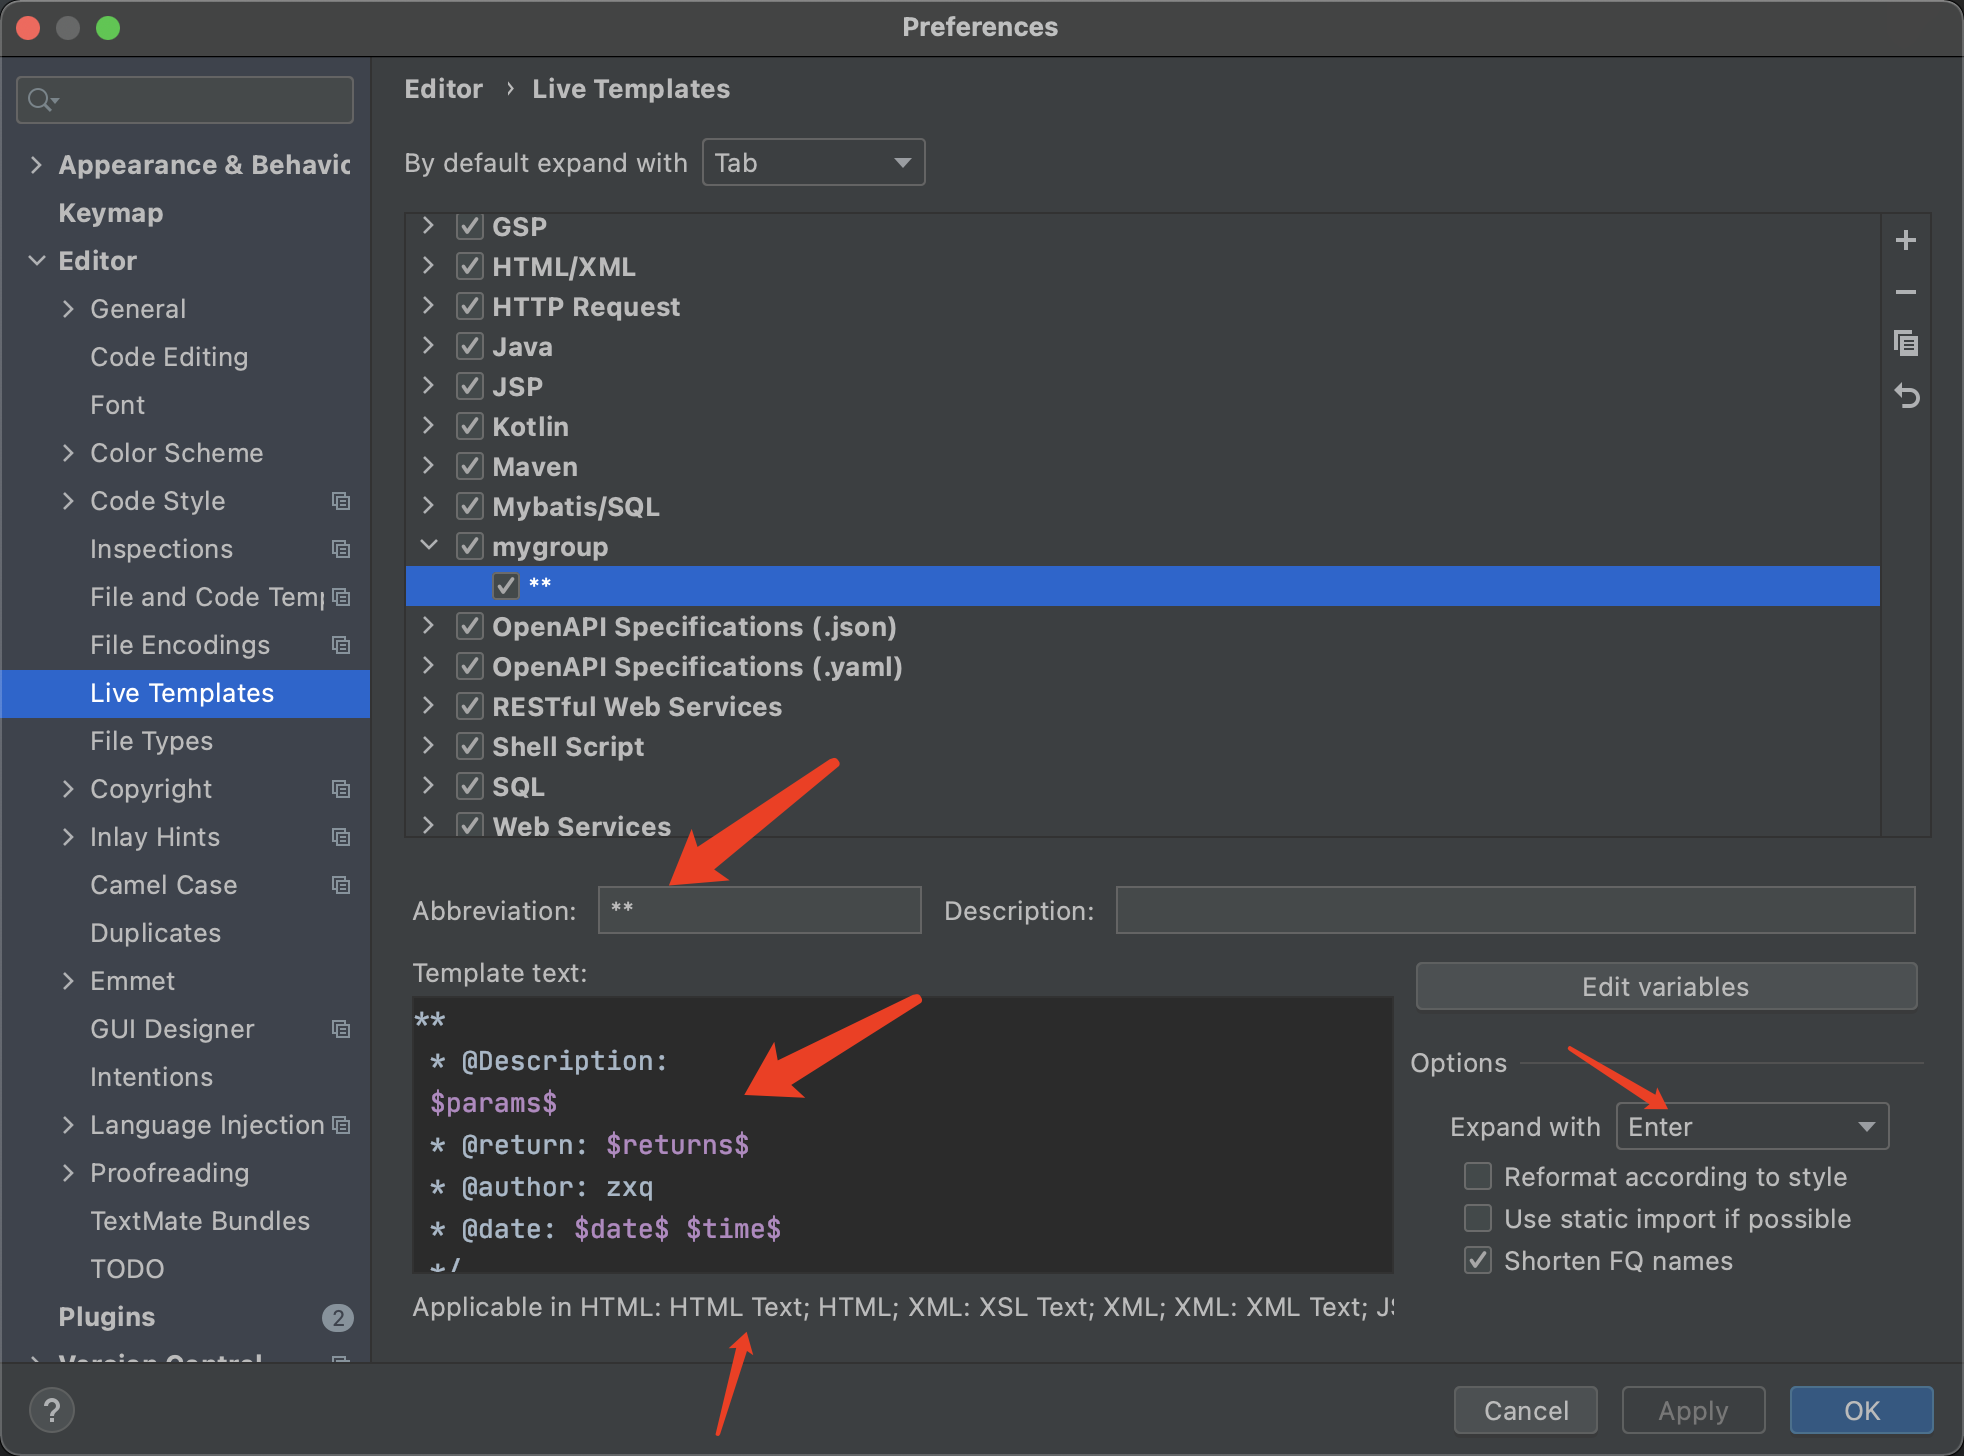 Preferences
Appearance & Behavio
Keymap
Editor
General
Code Editing
Font
Color Scheme
Code Style
Inspections
File and Code Temp
File Encodings
Live Templates
File Types
Copyright
Inlay Hints
Camel Case
Duplicates
Emmet
GUI Designer
Intentions
Language Injection
Proofreading
TextMate Bundles
TODO
Plugins 2
Version Control
Editor › Live Templates
By default expand with Tab
GSP
HTML/XML
HTTP Request
Java
JSP
Kotlin
Maven
Mybatis/SQL
mygroup
**
OpenAPI Specifications (.json)
OpenAPI Specifications (.yaml)
RESTful Web Services
Shell Script
SQL
Web Services
Abbreviation: ** Description:
Template text:
**
* @Description:
$params$
* @return: $returns$
* @author: zxq
* @date: $date$ $time$
*/
Applicable in HTML: HTML Text; HTML; XML: XSL Text; XML; XML: XML Text; JS
Edit variables
Options
Expand with Enter
Reformat according to style
Use static import if possible
Shorten FQ names
?
Cancel
Apply
OK